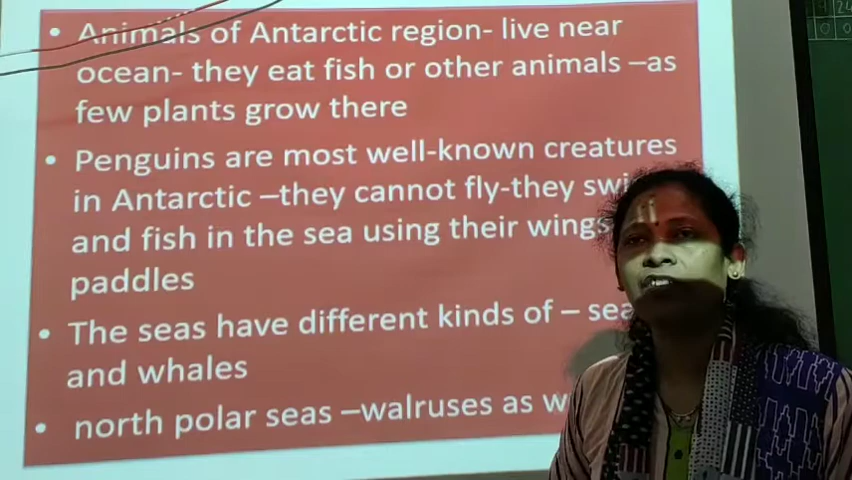 • Animals of Antarctic region- live near
ocean- they eat fish or other animals –as
few plants grow there
• Penguins are most well-known creatures
in Antarctic –they cannot fly-they
and fish in the sea using their wings
paddles
• The seas have different kinds of –
and whales
• north polar seas –walruses as